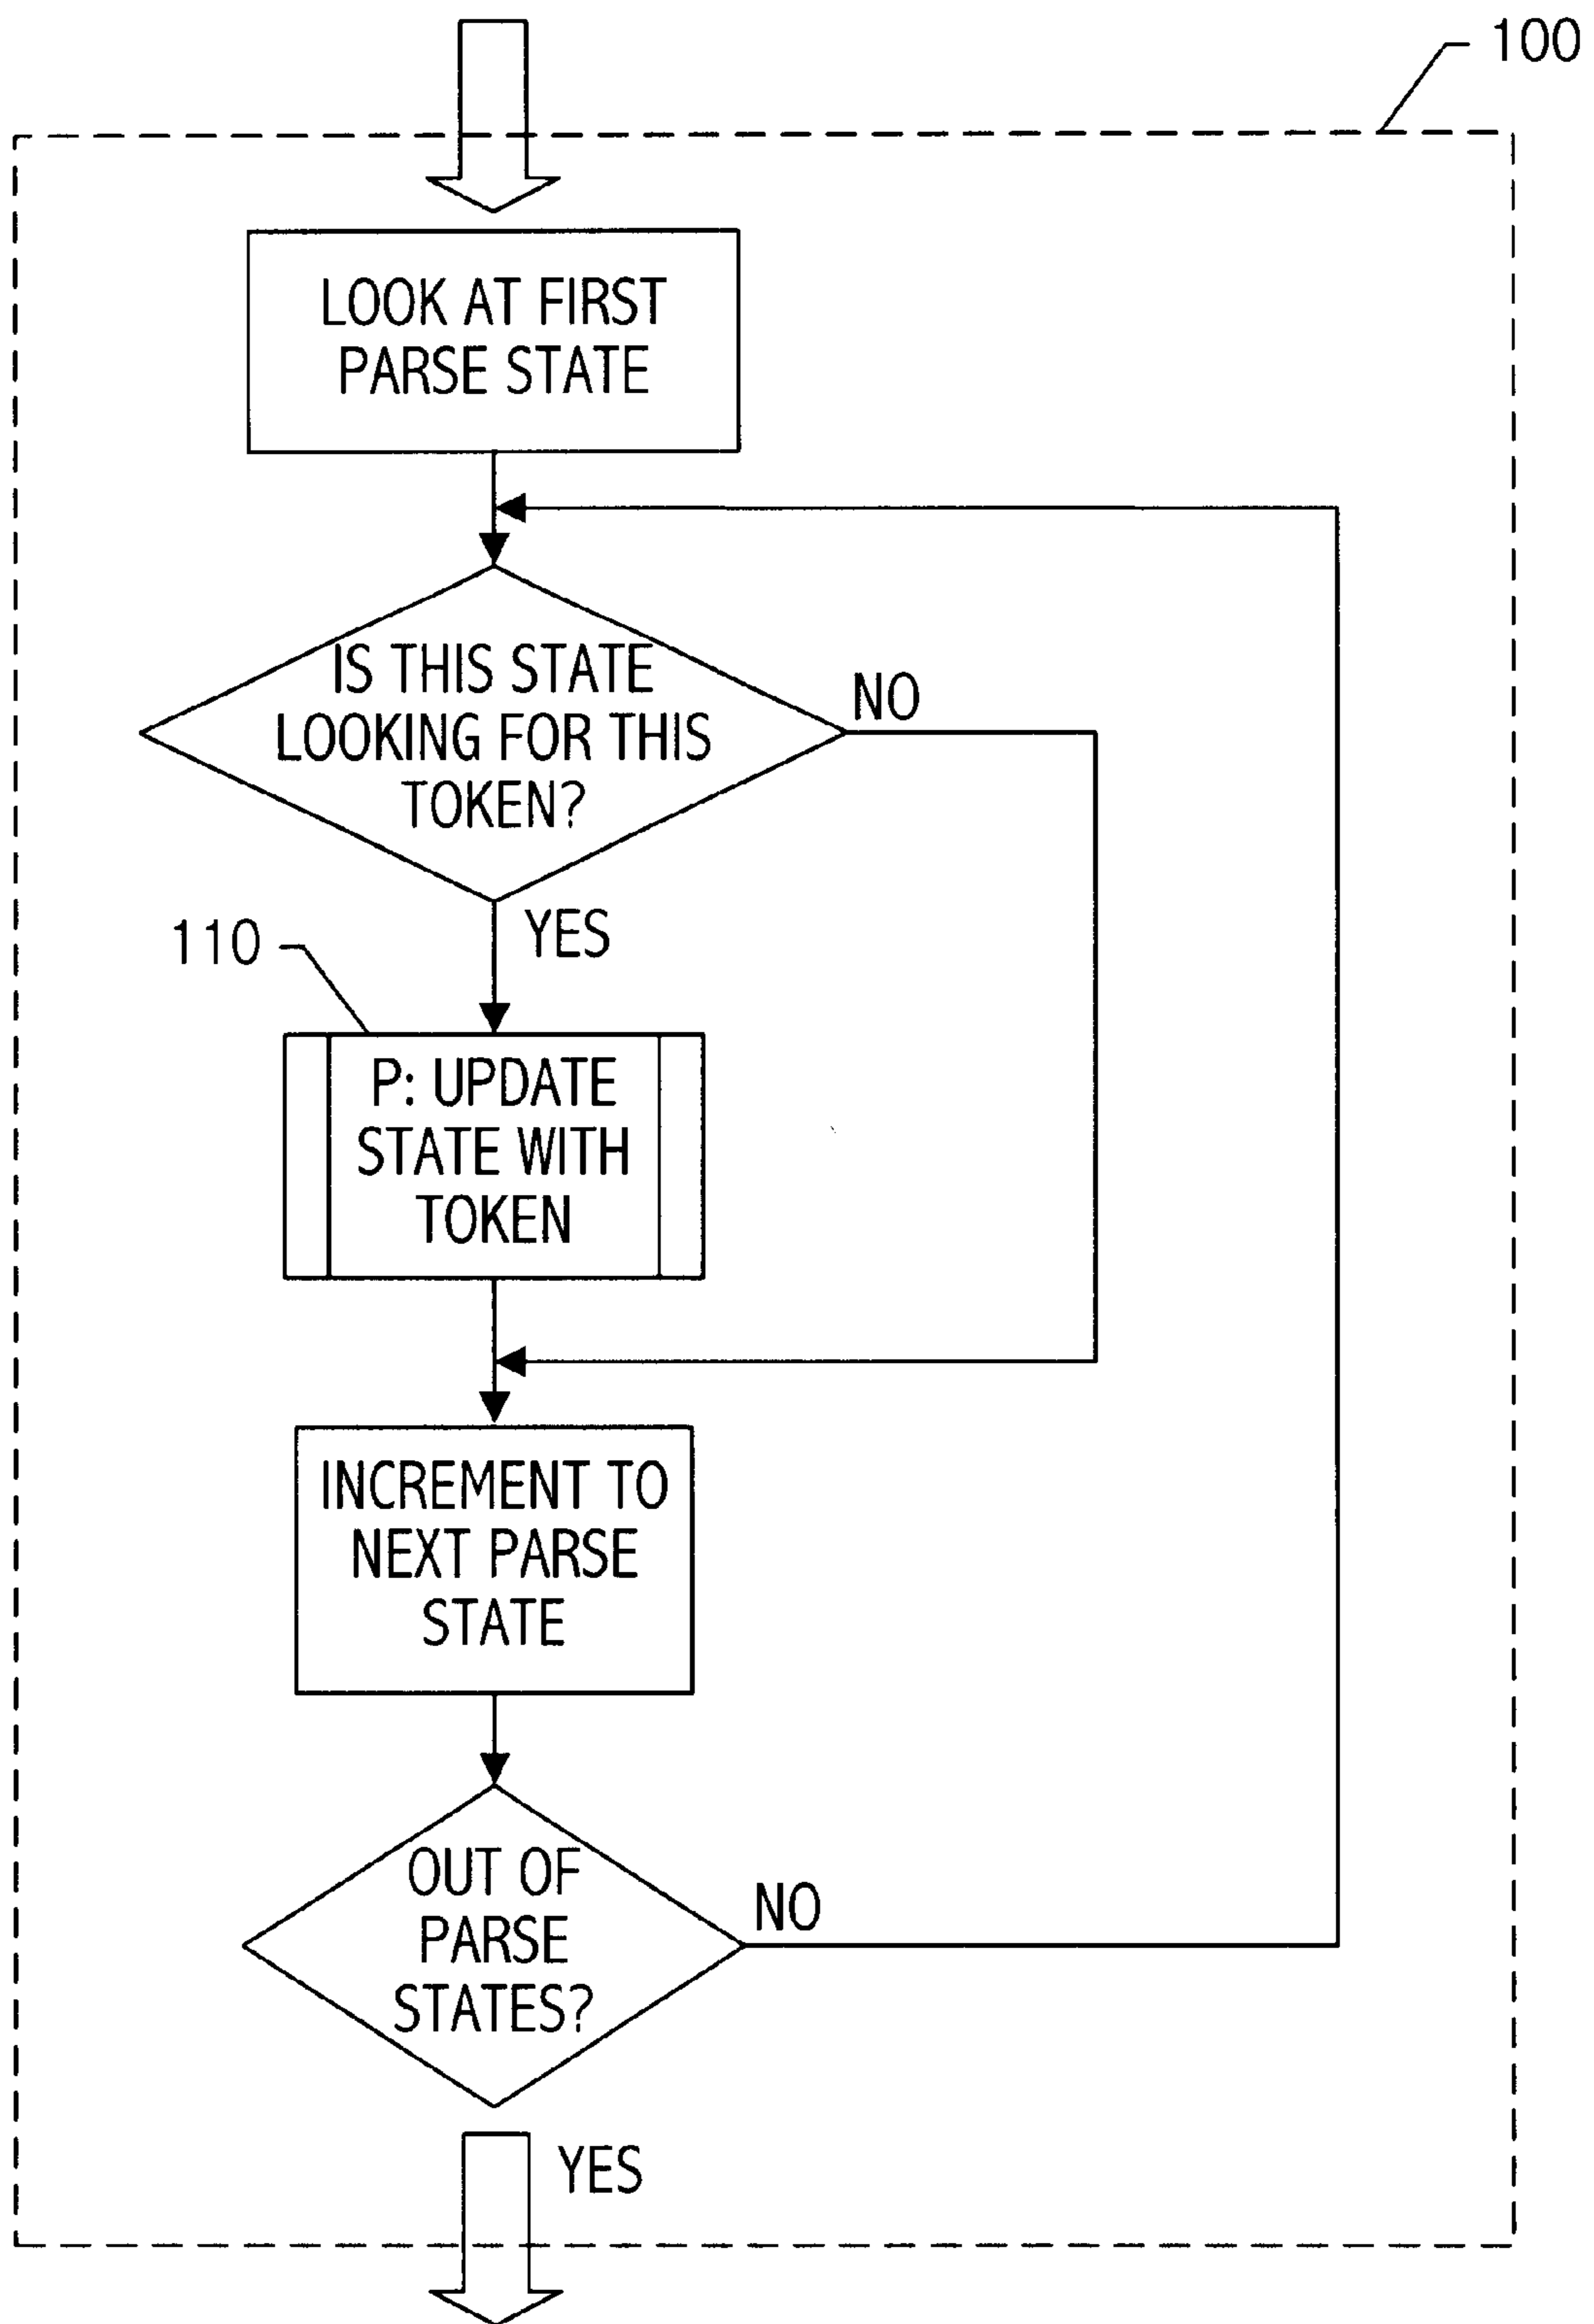 100
LOOK AT FIRST
PARSE STATE
IS THIS STATE
LOOKING FOR THIS
TOKEN?
NO
YES
110
P: UPDATE
STATE WITH
TOKEN
INCREMENT TO
NEXT PARSE
STATE
OUT OF
PARSE
STATES?
NO
YES